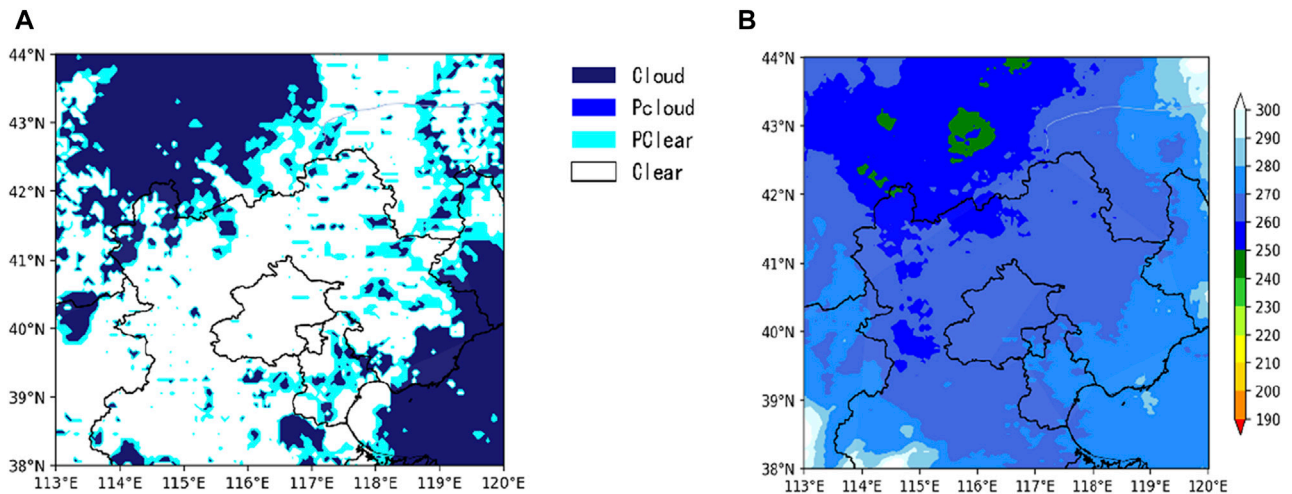 A
44°N
43°N
42°N
41°N
40°N
39°N
38°N
113°E 114°E 115°E 116°E 117°E 118°E 119°E 120°E
Cloud
Pcloud
PClear
Clear
B
44°N
43°N
42°N
41°N
40°N
39°N
38°N
113°E 114°E 115°E 116°E 117°E 118°E 119°E 120°E
300
290
280
270
260
250
240
230
220
210
200
190